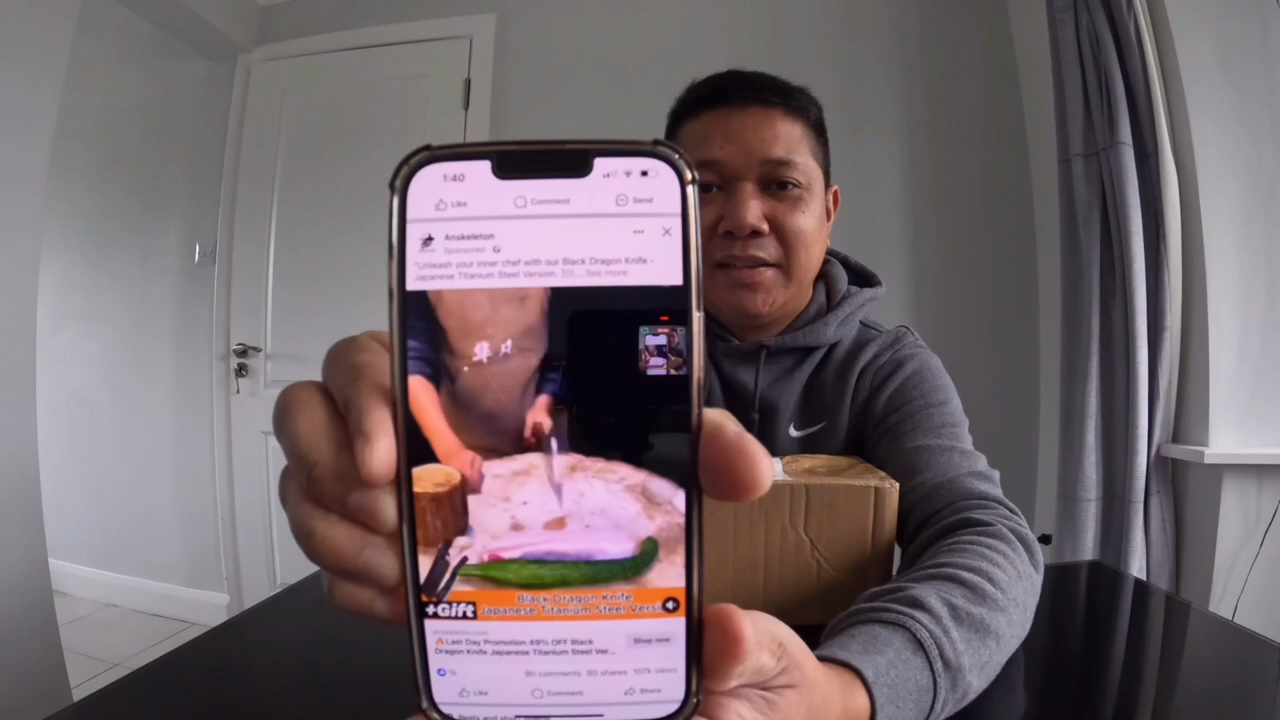 1:40
Like
Comment
Send
Anskeleton
Sponsored
"Unleash your inner chef with our Black Dragon Knife -
Japanese Titanium Steel Version.
... See more
+Gift
Black Dragon Knife
Japanese Titanium Steel Versi
🔥Last Day Promotion 49% OFF Black
Dragon Knife Japanese Titanium Steel Ver...
Shop now
1k
90 comments
80 shares
107k views
Like
Comment
Share